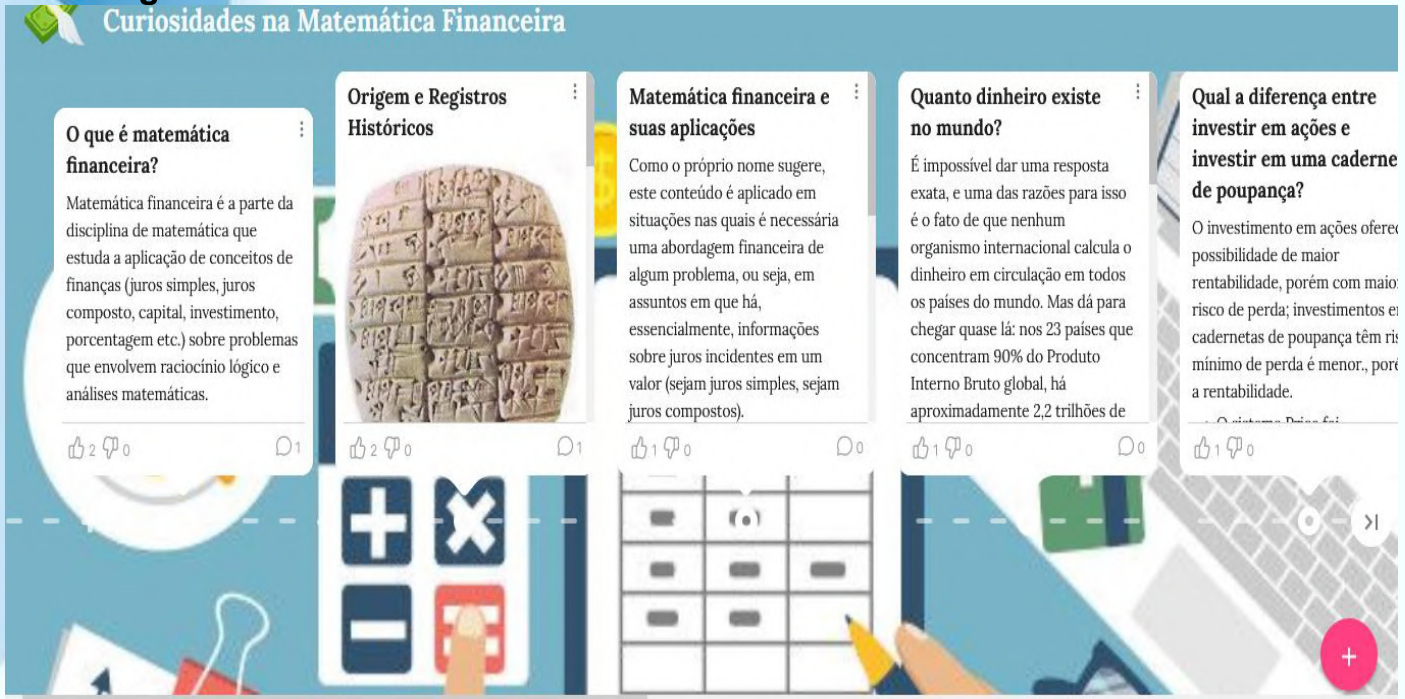 Curiosidades na Matemática Financeira
O que é matemática
financeira?
Matemática financeira é a parte da
disciplina de matemática que
estuda a aplicação de conceitos de
finanças (juros simples, juros
composto, capital, investimento,
porcentagem etc.) sobre problemas
que envolvem raciocínio lógico e
análises matemáticas.
2 0 1
Origem e Registros
Históricos
2 0 1
Matemática financeira e
suas aplicações
Como o próprio nome sugere,
este conteúdo é aplicado em
situações nas quais é necessária
uma abordagem financeira de
algum problema, ou seja, em
assuntos em que há,
essencialmente, informações
sobre juros incidentes em um
valor (sejam juros simples, sejam
juros compostos).
1 0 0
Quanto dinheiro existe
no mundo?
É impossível dar uma resposta
exata, e uma das razões para isso
é o fato de que nenhum
organismo internacional calcula o
dinheiro em circulação em todos
os países do mundo. Mas dá para
chegar quase lá: nos 23 países que
concentram 90% do Produto
Interno Bruto global, há
aproximadamente 2,2 trilhões de
1 0 0
Qual a diferença entre
investir em ações e
investir em uma caderne
de poupança?
O investimento em ações oferec
possibilidade de maior
rentabilidade, porém com maio
risco de perda; investimentos e
cadernetas de poupança têm ris
mínimo de perda é menor., poré
a rentabilidade.
1 0